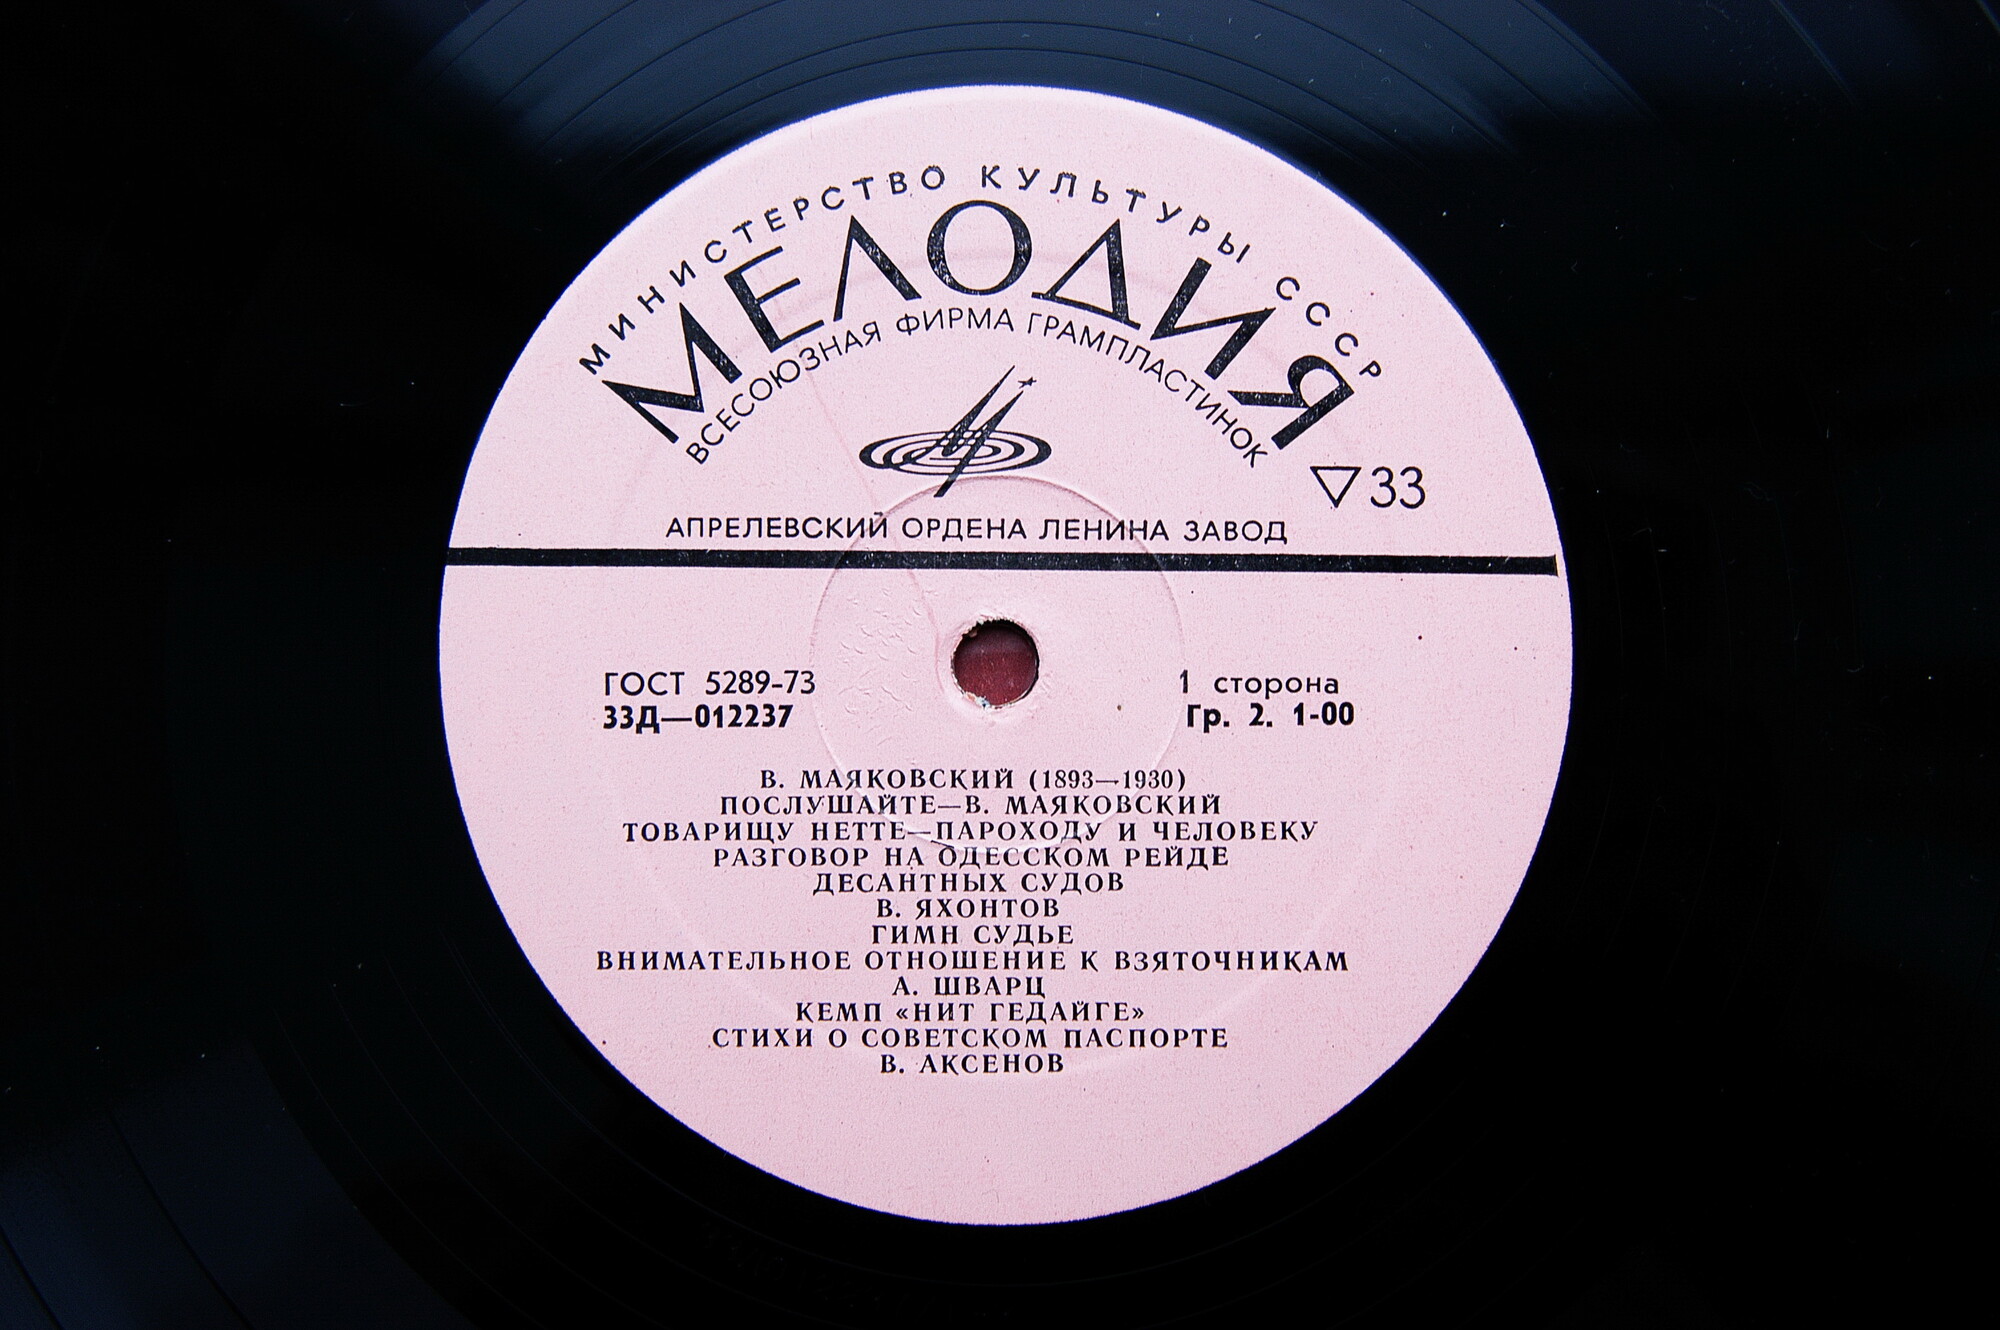 МИНИСТЕРСТВО КУЛЬТУРЫ СССР
МЕЛОДИЯ
ВСЕСОЮЗНАЯ ФИРМА ГРАМПЛАСТИНОК
33
АПРЕЛЕВСКИЙ ОРДЕНА ЛЕНИНА ЗАВОД
ГОСТ 5289-73
33Д—012237
1 сторона
Гр. 2. 1-00
В. МАЯКОВСКИЙ (1893—1930)
ПОСЛУШАЙТЕ—В. МАЯКОВСКИЙ
ТОВАРИЩУ НЕТТЕ—ПАРОХОДУ И ЧЕЛОВЕКУ
РАЗГОВОР НА ОДЕССКОМ РЕЙДЕ
ДЕСАНТНЫХ СУДОВ
В. ЯХОНТОВ
ГИМН СУДЬЕ
ВНИМАТЕЛЬНОЕ ОТНОШЕНИЕ К ВЗЯТОЧНИКАМ
А. ШВАРЦ
КЕМП «НИТ ГЕДАЙГЕ»
СТИХИ О СОВЕТСКОМ ПАСПОРТЕ
В. АКСЕНОВ